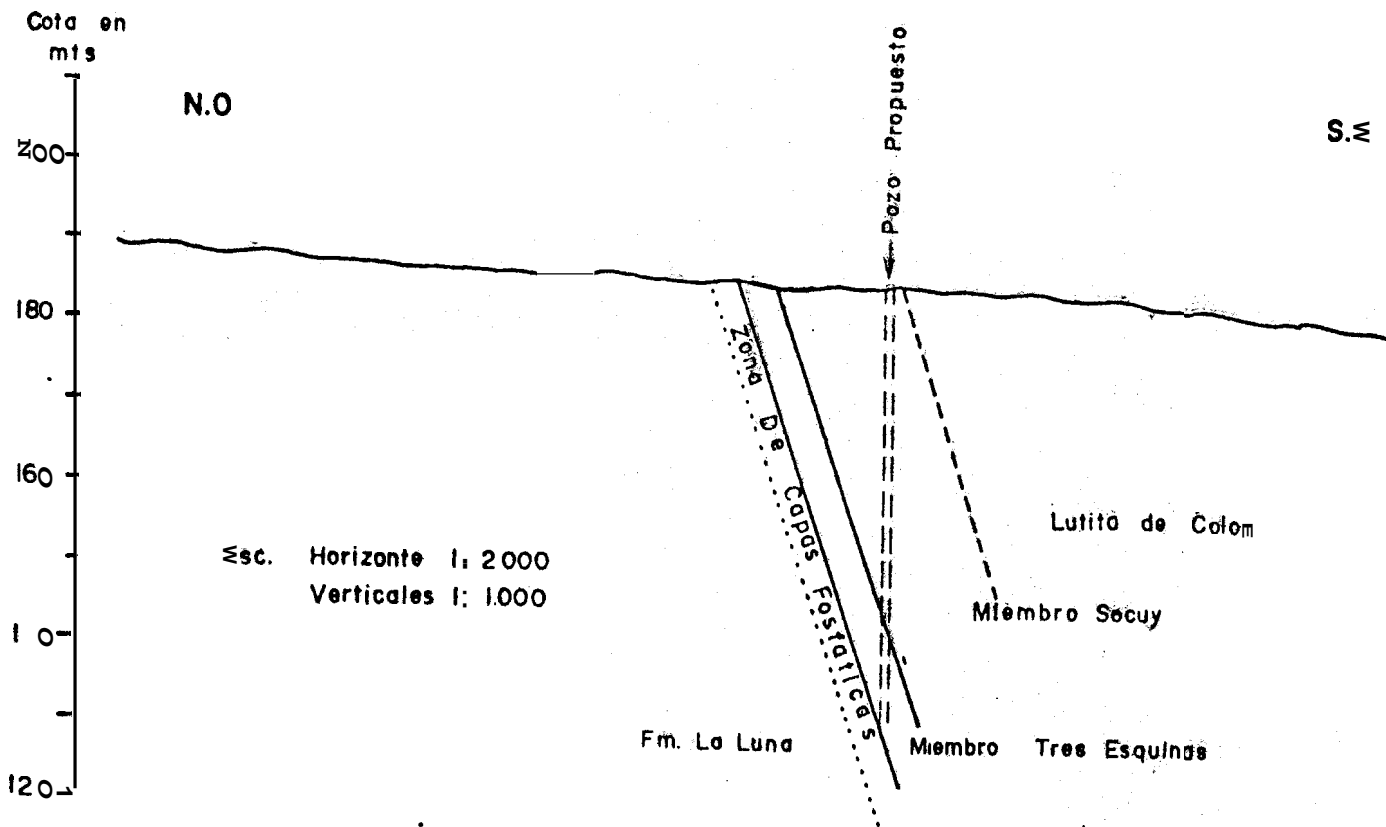 Cota en
mts
N.O
S.E
200
Pozo Propuesto
180
Zona De Capas Fosfaticas
160
Lutita de Colom
Esc. Horizonte 1: 2000
Verticales 1: 1.000
Miembro Socuy
1 0
Fm. La Luna
Miembro Tres Esquinas
120